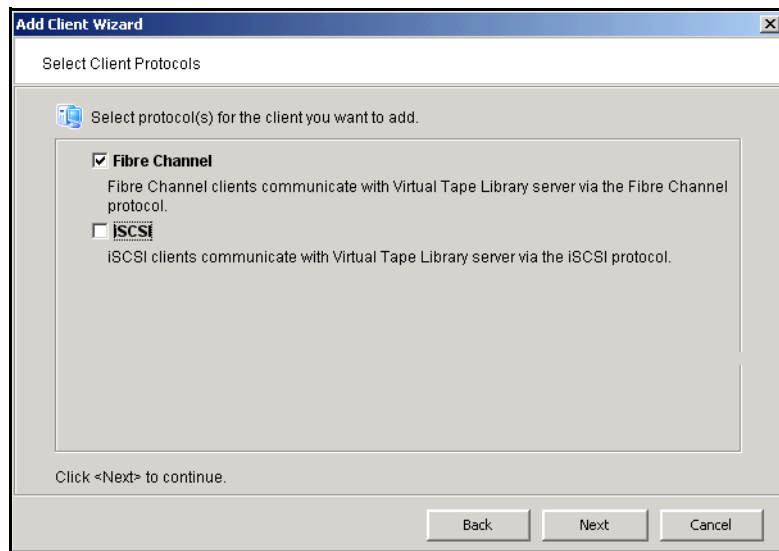 Add Client Wizard
Select Client Protocols
Select protocol(s) for the client you want to add.
Fibre Channel
Fibre Channel clients communicate with Virtual Tape Library server via the Fibre Channel
protocol.
iSCSI
iSCSI clients communicate with Virtual Tape Library server via the iSCSI protocol.
Click <Next> to continue.
Back
Next
Cancel